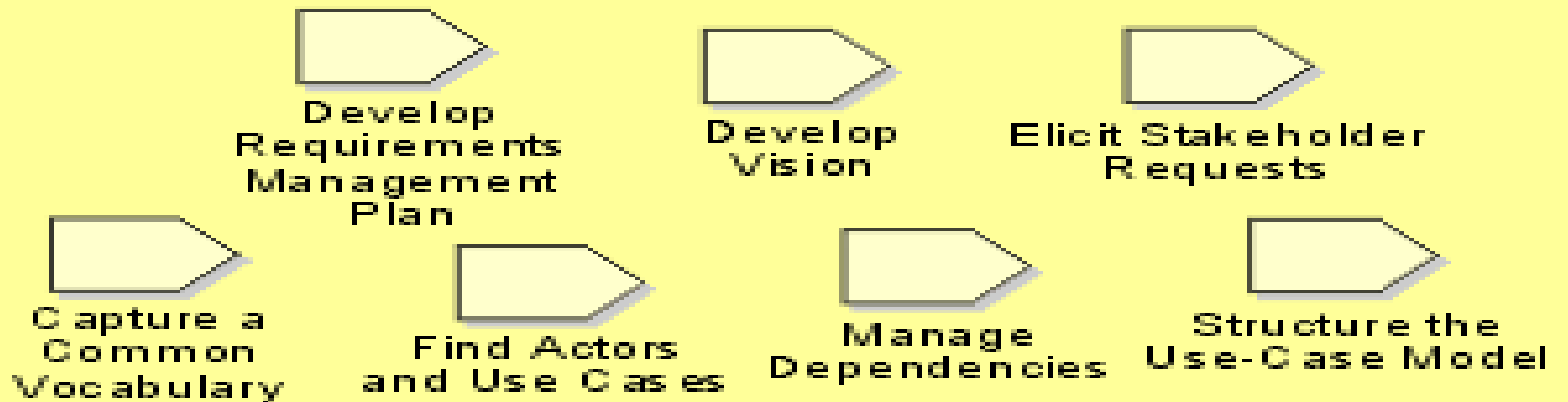 Develop
Requirements
Management
Plan
Develop
Vision
Elicit Stakeholder
Requests
Capture a
Common
Vocabulary
Find Actors
and Use Cases
Manage
Dependencies
Structure the
Use-Case Model